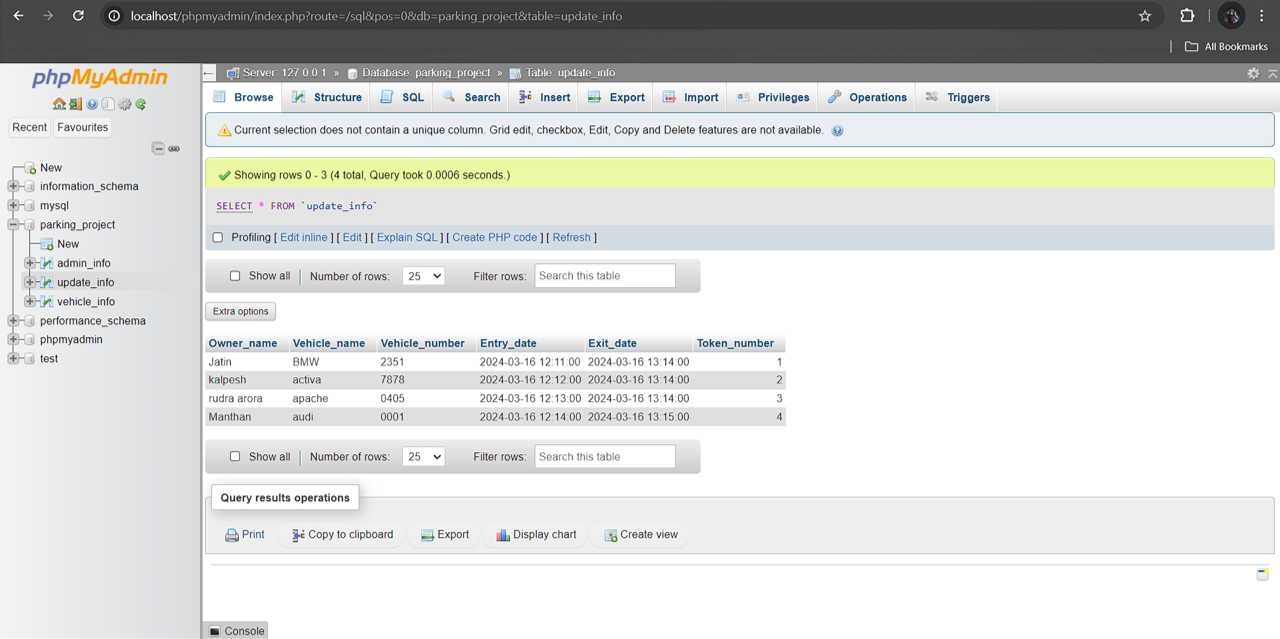 localhost/phpmyadmin/index.php?route=/sql&pos=0&db=parking_project&table=update_info
All Bookmarks
phpMyAdmin
Recent Favourites
New
information_schema
mysql
parking_project
New
admin_info
update_info
vehicle_info
performance_schema
phpmyadmin
test
Server: 127.0.0.1 » Database: parking_project » Table: update_info
Browse Structure SQL Search Insert Export Import Privileges Operations Triggers
Current selection does not contain a unique column. Grid edit, checkbox, Edit, Copy and Delete features are not available.
Showing rows 0 - 3 (4 total, Query took 0.0006 seconds.)
SELECT * FROM `update_info`
Profiling [ Edit inline ] [ Edit ] [ Explain SQL ] [ Create PHP code ] [ Refresh ]
Show all | Number of rows: 25 Filter rows: Search this table
Extra options
Owner_name Vehicle_name Vehicle_number Entry_date Exit_date Token_number
Jatin BMW 2351 2024-03-16 12:11:00 2024-03-16 13:14:00 1
kalpesh activa 7878 2024-03-16 12:12:00 2024-03-16 13:14:00 2
rudra arora apache 0405 2024-03-16 12:13:00 2024-03-16 13:14:00 3
Manthan audi 0001 2024-03-16 12:14:00 2024-03-16 13:15:00 4
Show all | Number of rows: 25 Filter rows: Search this table
Query results operations
Print Copy to clipboard Export Display chart Create view
Console